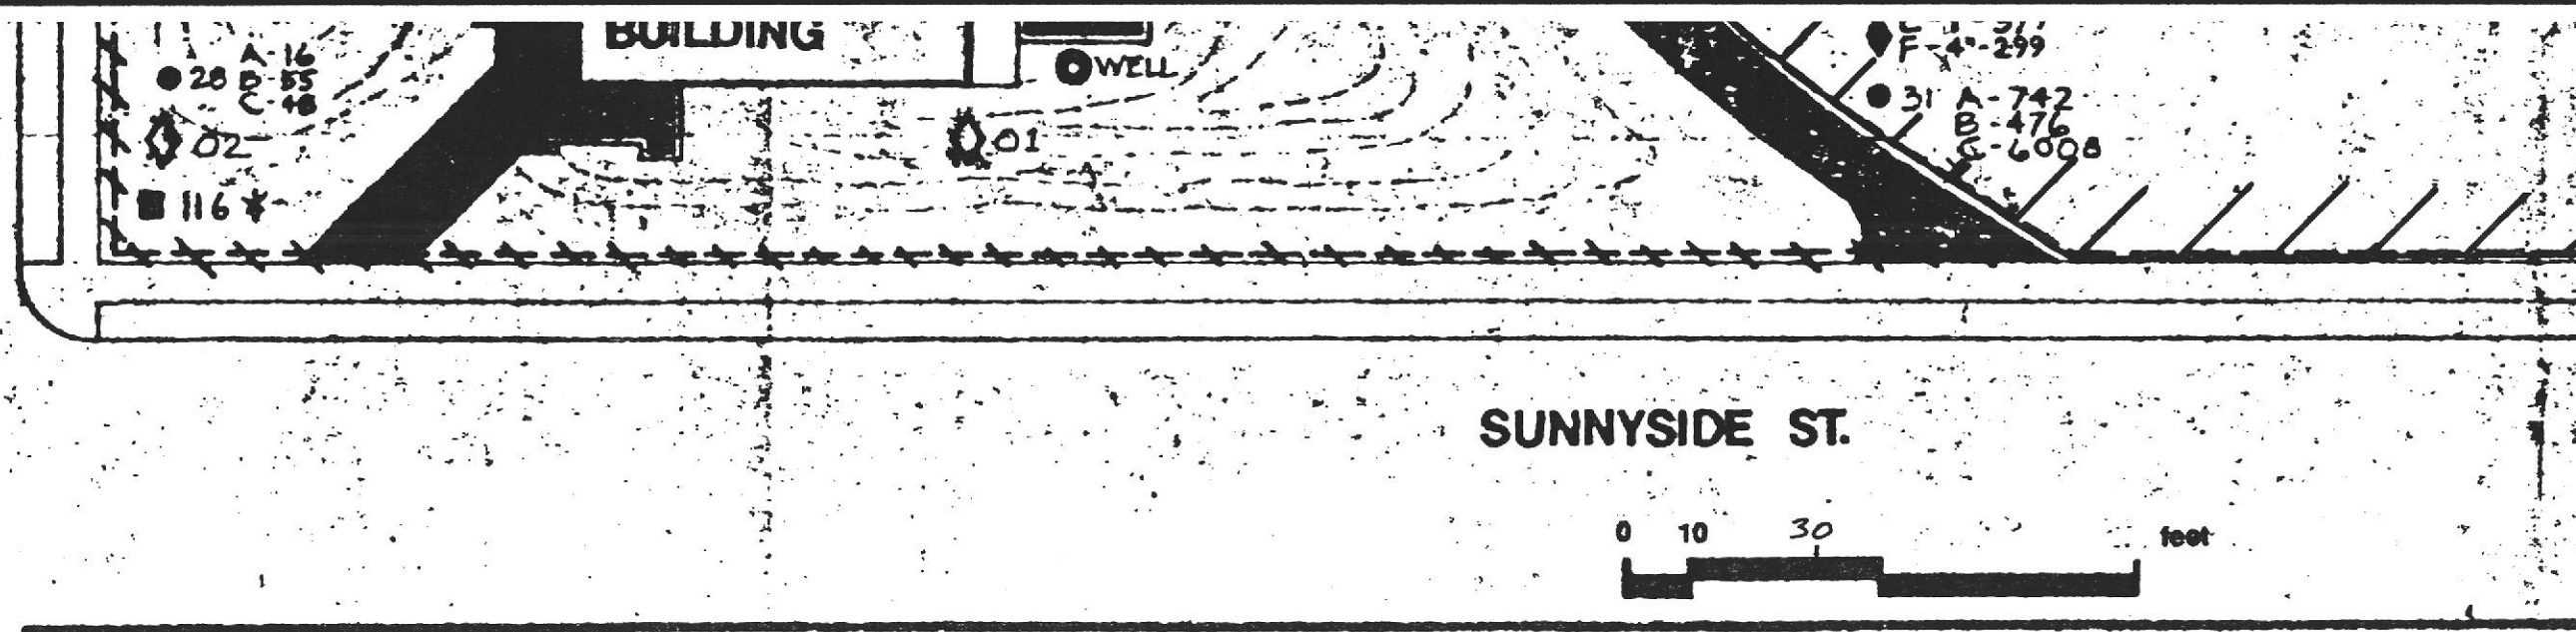 BUILDING
WELL
A-16
28 B-55
C-48
02
116*
01
F-4"-299
31 A-742
B-476
C-6008
SUNNYSIDE ST.
0 10 30 feet